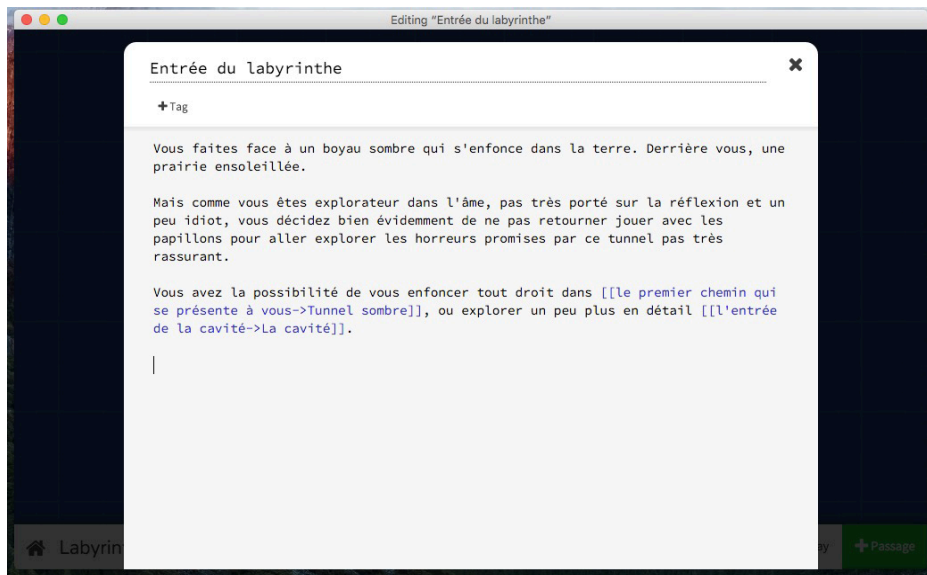 Editing “Entrée du labyrinthe”
Entrée du labyrinthe
+Tag
Vous faites face à un boyau sombre qui s'enfonce dans la terre. Derrière vous, une
prairie ensoleillée.
Mais comme vous êtes explorateur dans l'âme, pas très porté sur la réflexion et un
peu idiot, vous décidez bien évidemment de ne pas retourner jouer avec les
papillons pour aller explorer les horreurs promises par ce tunnel pas très
rassurant.
Vous avez la possibilité de vous enfoncer tout droit dans [[le premier chemin qui
se présente à vous->Tunnel sombre]], ou explorer un peu plus en détail [[l'entrée
de la cavité->La cavité]].
Labyrin
ay
+Passage